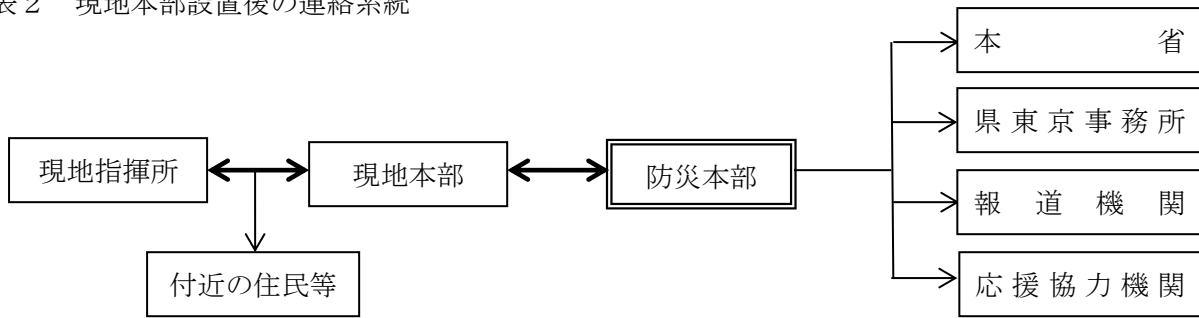 表２　現地本部設置後の連絡系統
本省
県東京事務所
現地指揮所
現地本部
防災本部
報道機関
付近の住民等
応援協力機関